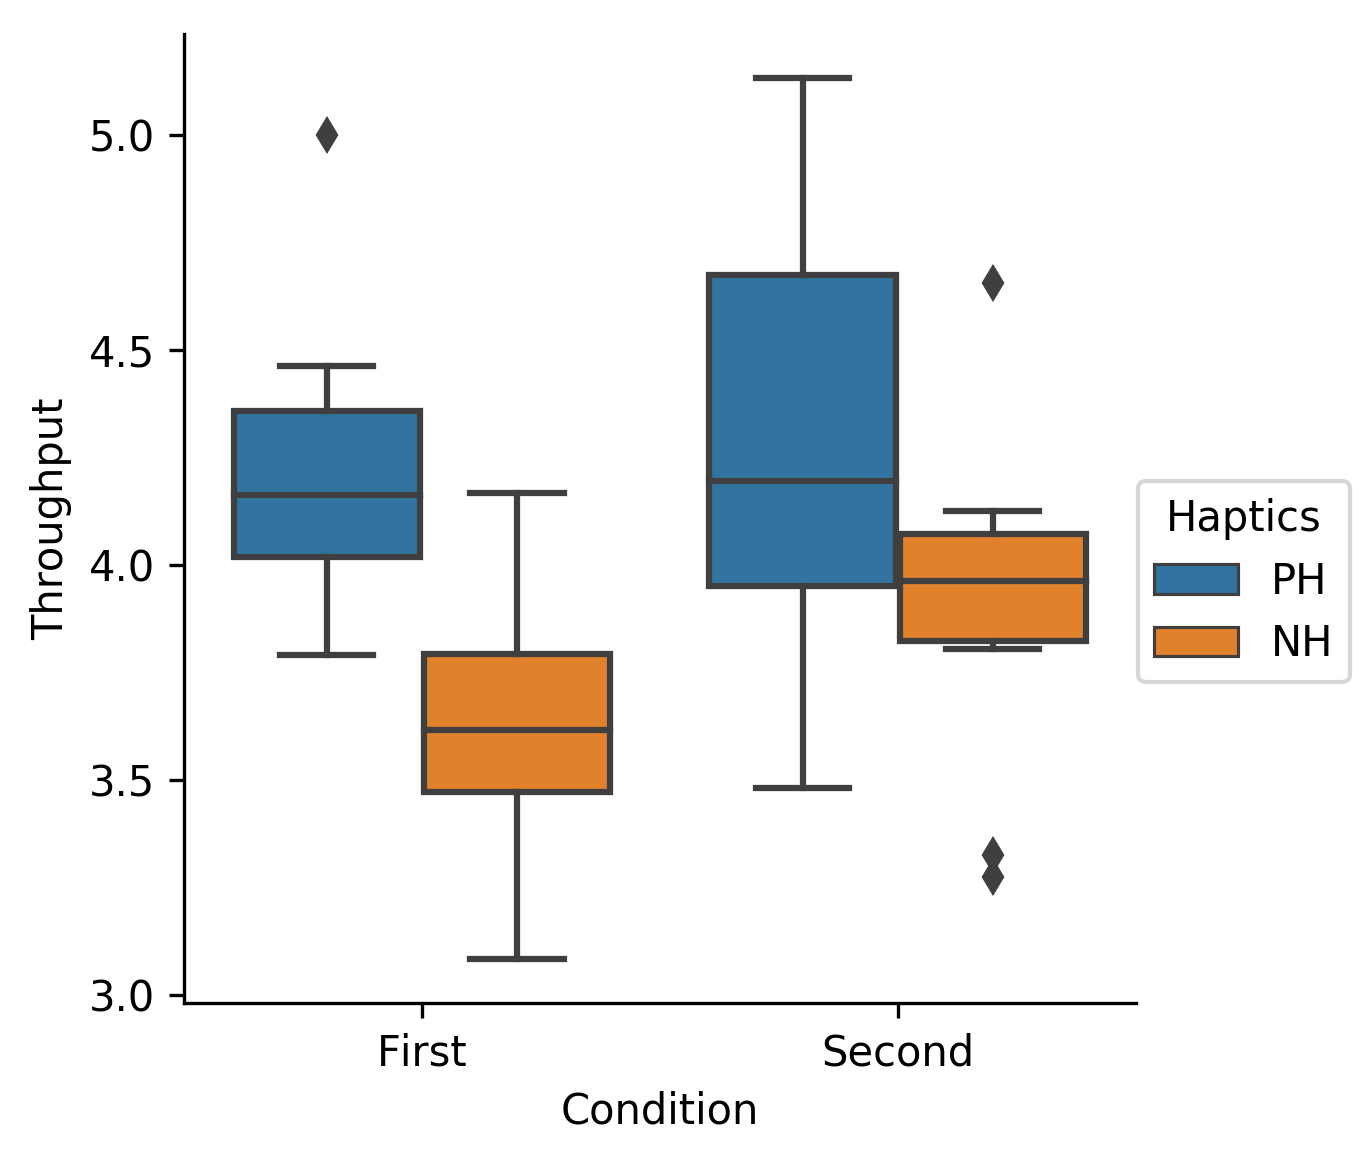 5.0
4.5
4.0
3.5
3.0
Throughput
First
Second
Condition
Haptics
PH
NH